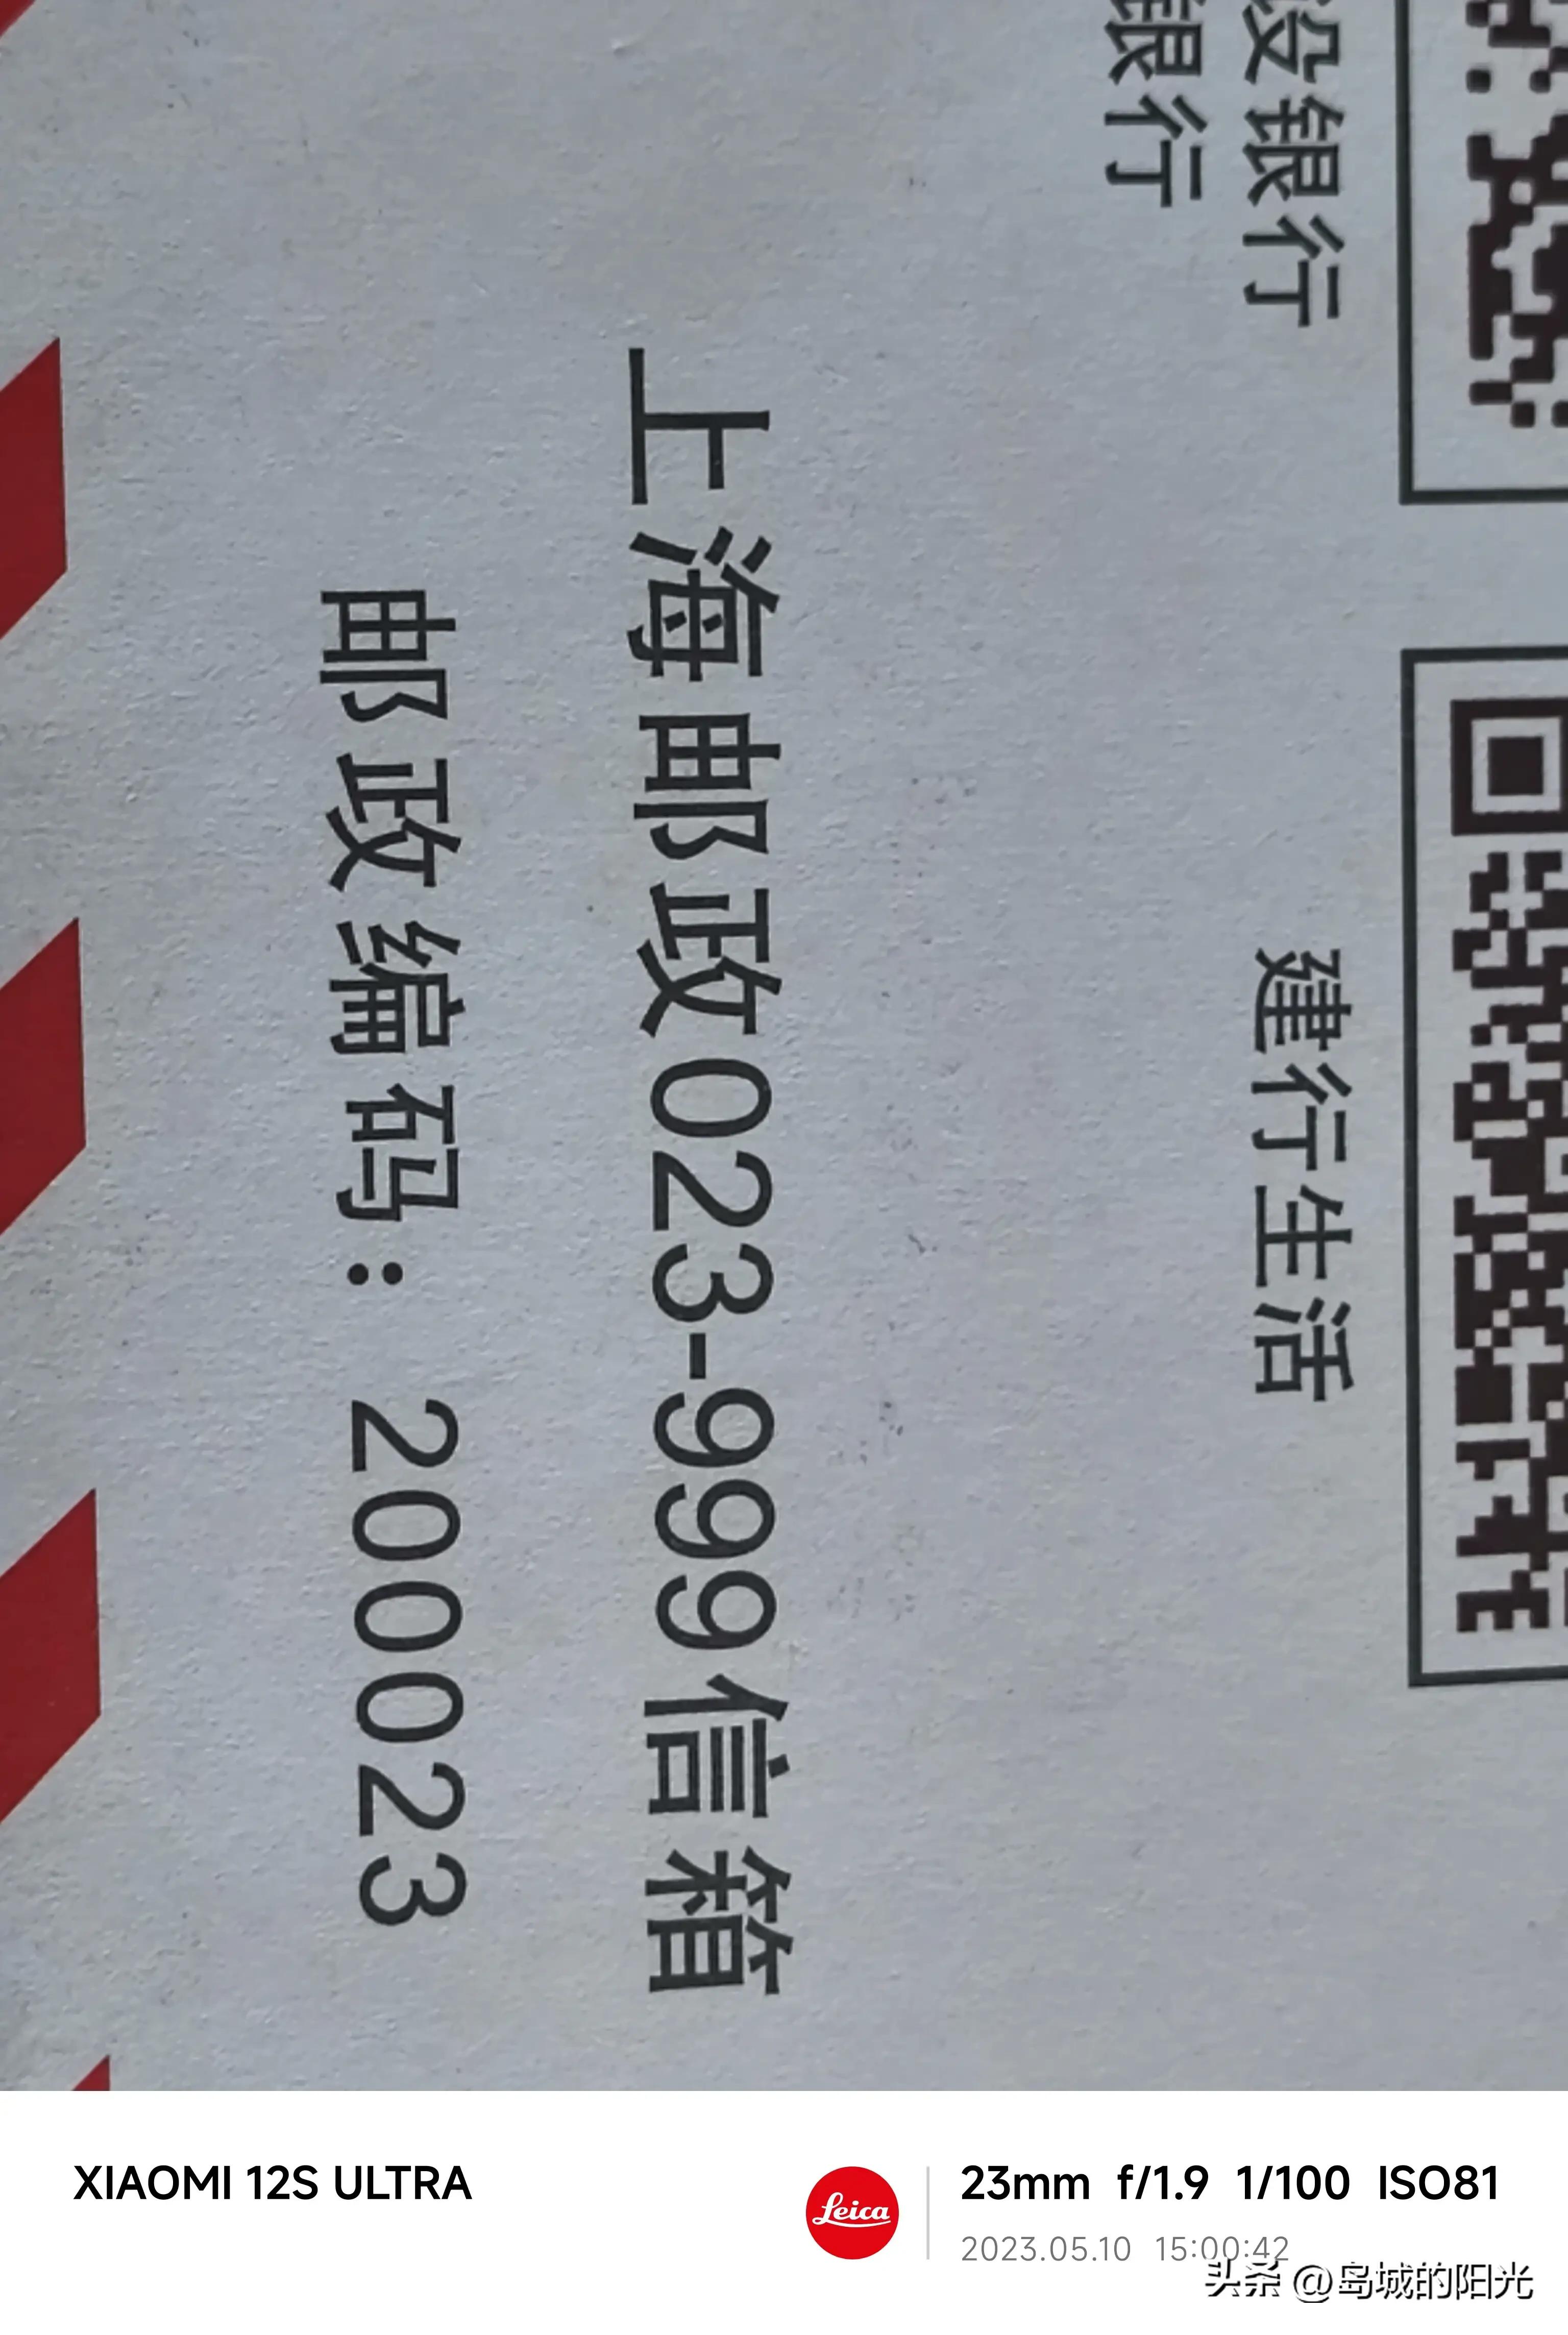 设银行
银行
建行生活
上海邮政023-999信箱
邮政编码：200023
XIAOMI 12S ULTRA
Leica
23mm f/1.9 1/100 ISO81
2023.05.10 15:00:42
头条 @岛城的阳光